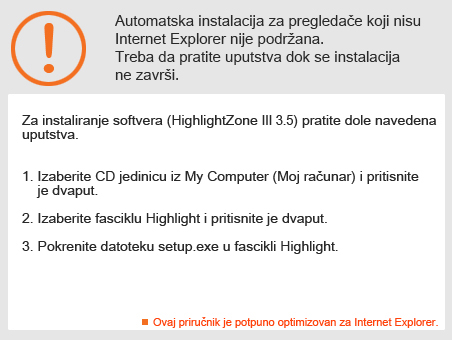 Automatska instalacija za pregledače koji nisu
Internet Explorer nije podržana.
Treba da pratite uputstva dok se instalacija
ne završi.
Za instaliranje softvera (HighlightZone III 3.5) pratite dole navedena
uputstva.
1. Izaberite CD jedinicu iz My Computer (Moj računar) i pritisnite
je dvaput.
2. Izaberite fasciklu Highlight i pritisnite je dvaput.
3. Pokrenite datoteku setup.exe u fascikli Highlight.
Ovaj priručnik je potpuno optimizovan za Internet Explorer.